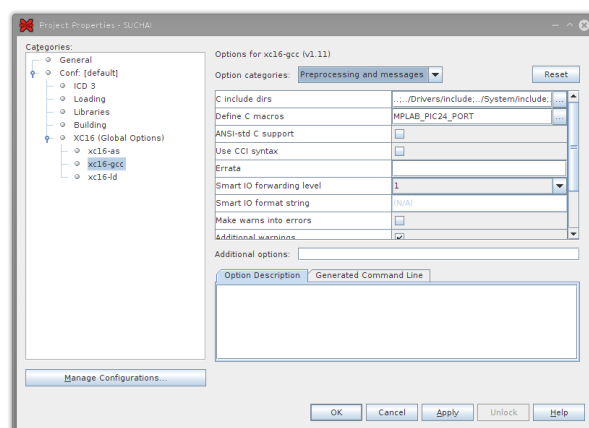 Project Properties - SUCHAI
Categories:
General
Conf: [default]
ICD 3
Loading
Libraries
Building
XC16 (Global Options)
xc16-as
xc16-gcc
xc16-ld
Manage Configurations...
Options for xc16-gcc (v1.11)
Option categories: Preprocessing and messages Reset
C include dirs ..;../Drivers/include;../System/include; ...
Define C macros MPLAB_PIC24_PORT ...
ANSI-std C support
Use CCI syntax
Errata
Smart IO forwarding level 1
Smart IO format string (N/A)
Make warns into errors
Additional warnings
Additional options:
Option Description Generated Command Line
OK Cancel Apply Unlock Help